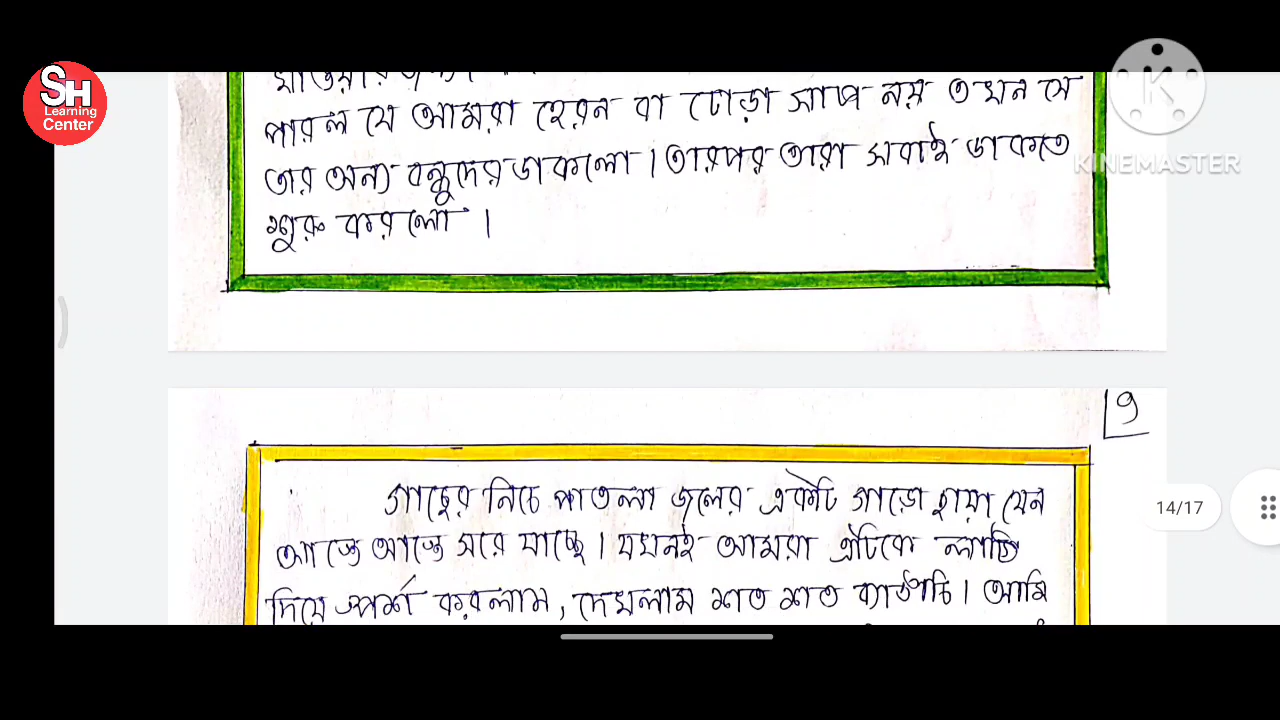 SH
Learning
Center
K
KINEMASTER
পারল যে আমরা হেরন বা ঢোড়া সাপ নয় তখন সে
তার অন্য বন্ধুদের ডাকলো। তারপর তারা সবাই ডাকতে
শুরু করলো।
9
গাছের নিচে পাতলা জলের একটি গাঢ়ো ছায়া যেন
আস্তে আস্তে সরে যাচ্ছে। যখনই আমরা ঐটিকে লাঠি
দিয়ে স্পর্শ করলাম, দেখলাম শত শত ব্যাঙাচি। আমি
14/17